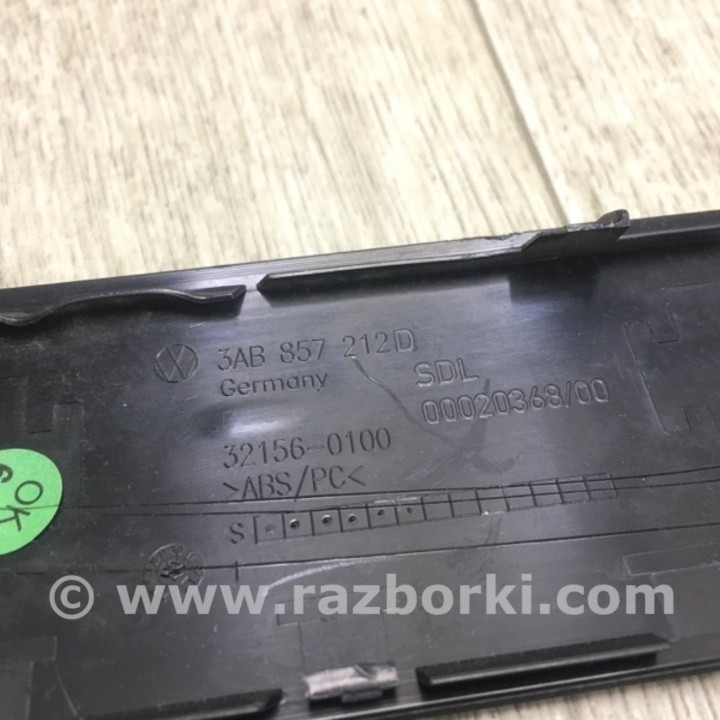 3AB 857 212D
Germany
SDL
00020368/00
32156-0100
>ABS/PC<
S
OK
© www.razborki.com